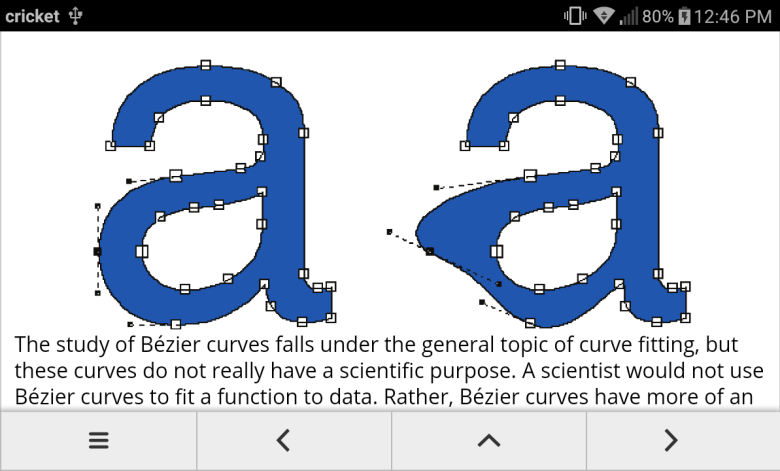 cricket 80% 12:46 PM
a a
The study of Bézier curves falls under the general topic of curve fitting, but
these curves do not really have a scientific purpose. A scientist would not use
Bézier curves to fit a function to data. Rather, Bézier curves have more of an